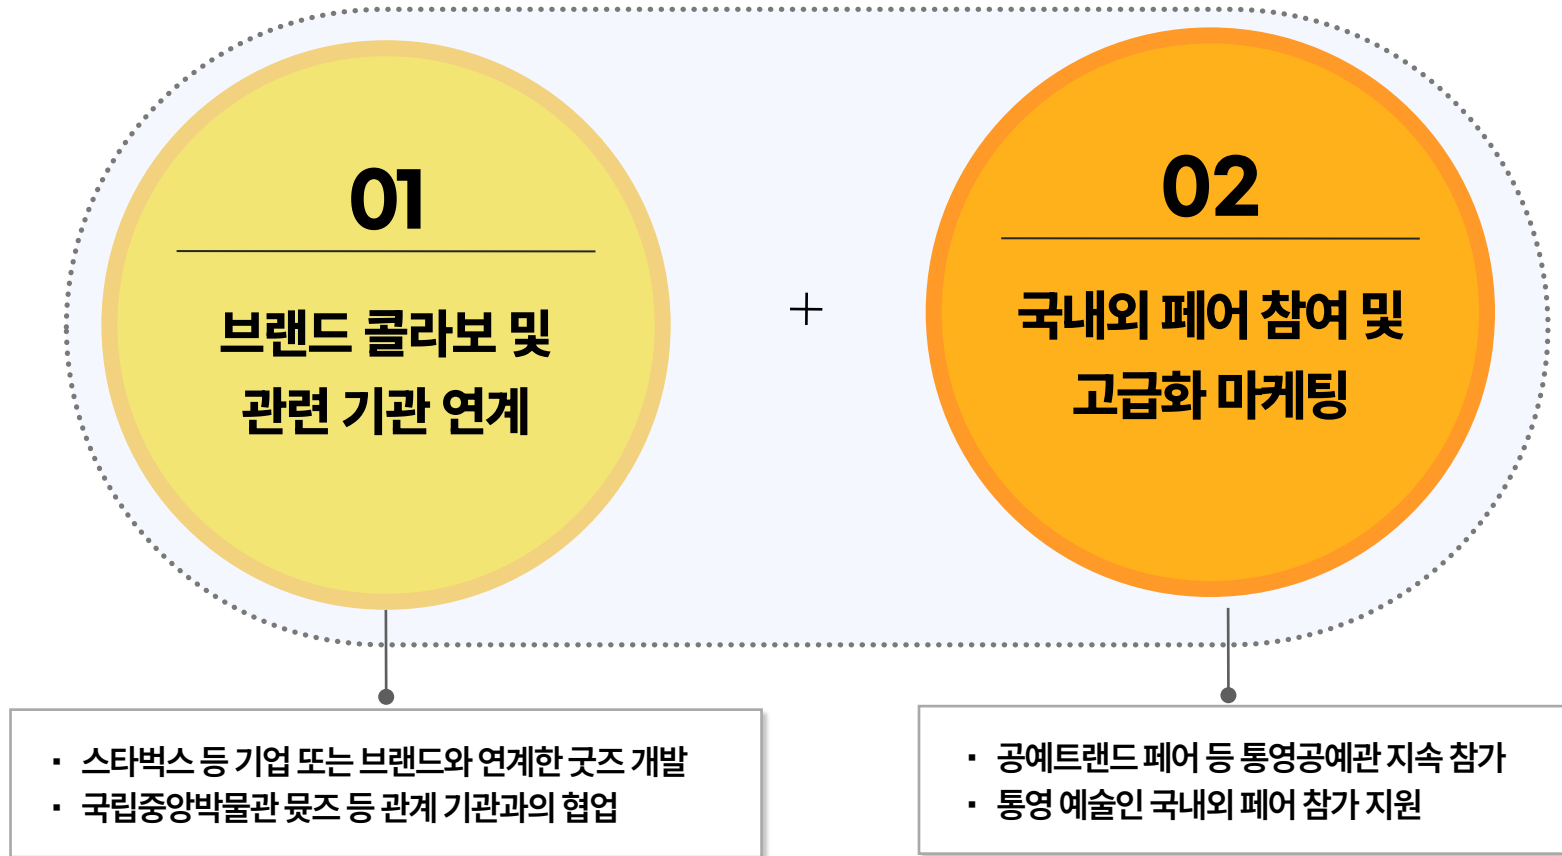 01
브랜드 콜라보 및
관련 기관 연계
+
02
국내외 페어 참여 및
고급화 마케팅
▪ 스타벅스 등 기업 또는 브랜드와 연계한 굿즈 개발
▪ 국립중앙박물관 뮷즈 등 관계 기관과의 협업
▪ 공예트랜드 페어 등 통영공예관 지속 참가
▪ 통영 예술인 국내외 페어 참가 지원